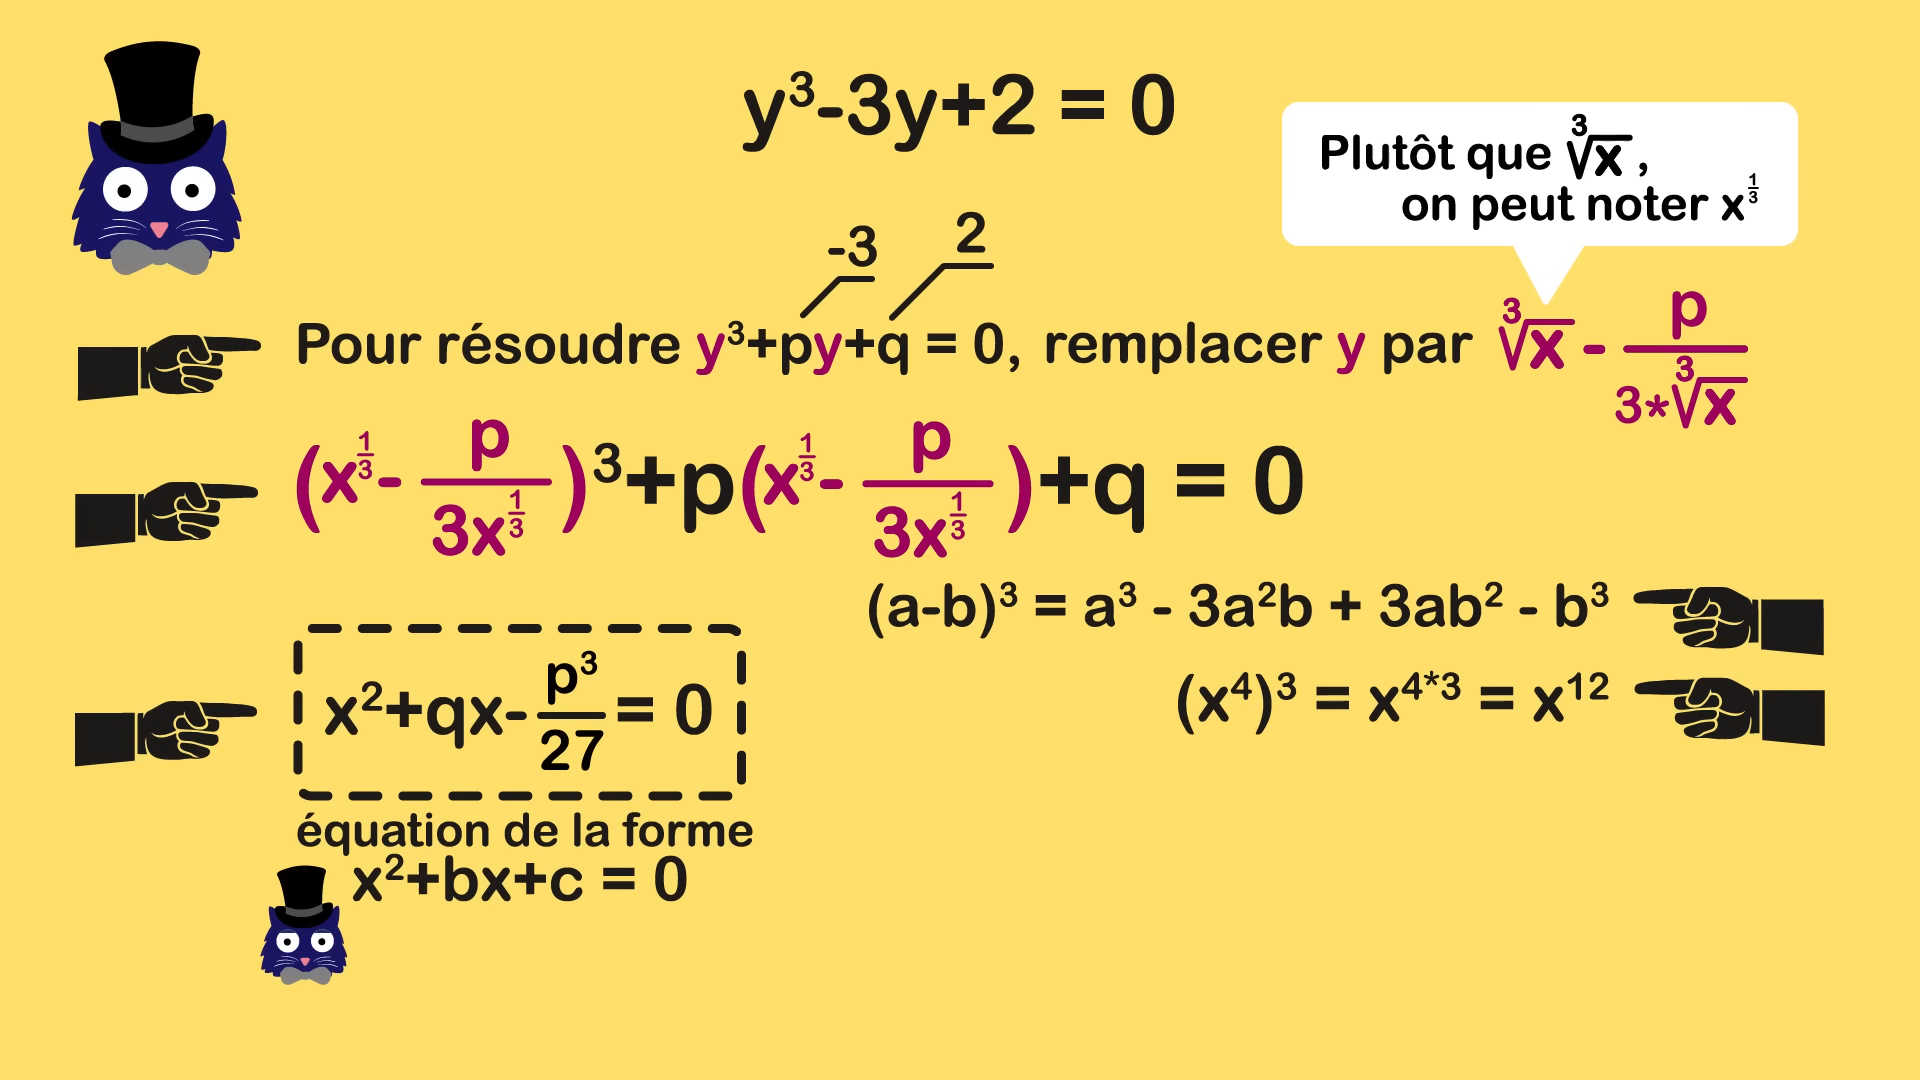 y³-3y+2 = 0
Plutôt que ∛x ,
on peut noter x^(1/3)
-3 2
Pour résoudre y³+py+q = 0, remplacer y par ∛x - p/(3*∛x)
(x^(1/3) - p/(3x^(1/3)))³+p(x^(1/3) - p/(3x^(1/3)))+q = 0
(a-b)³ = a³ - 3a²b + 3ab² - b³
(x⁴)³ = x^(4*3) = x¹²
x²+qx- p³/27 = 0
équation de la forme
x²+bx+c = 0